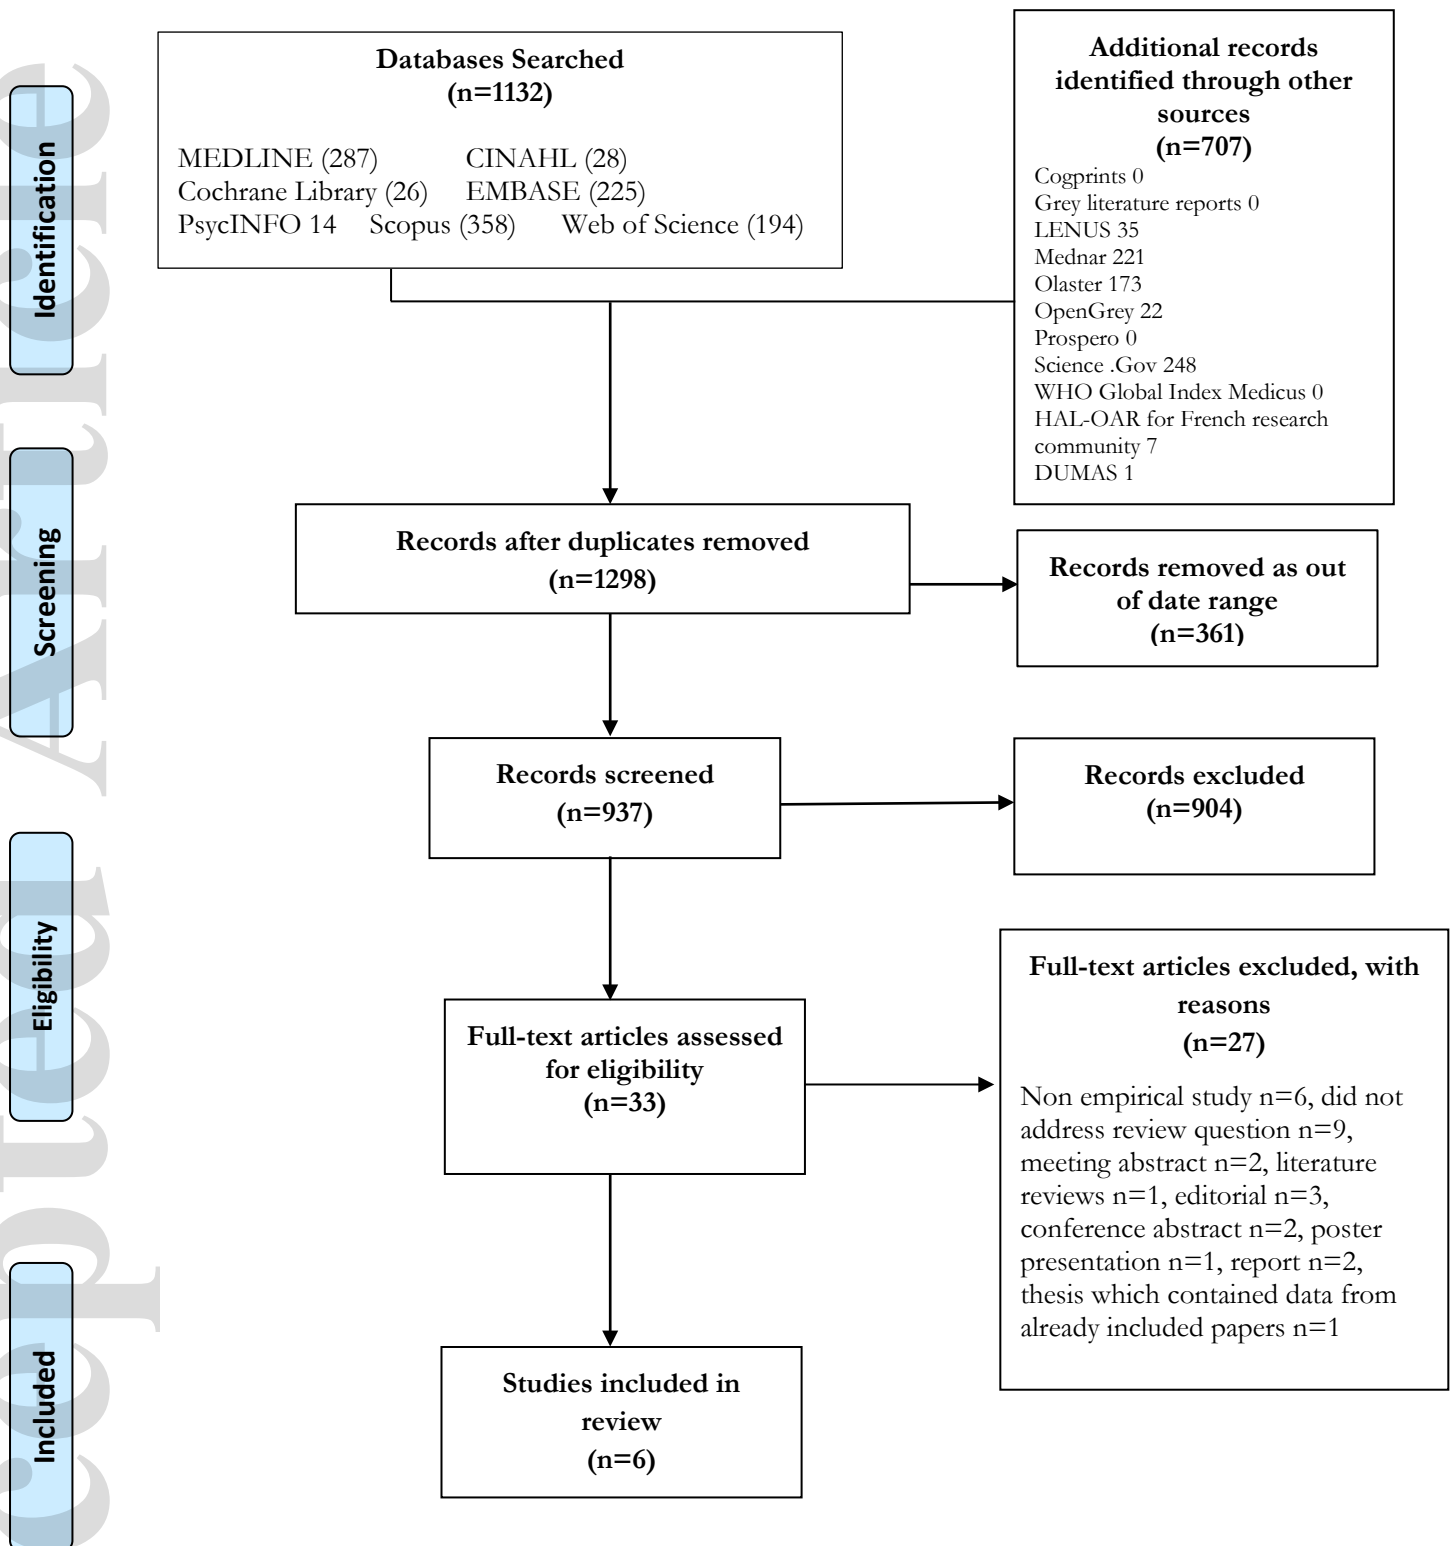 Databases Searched
(n=1132)
MEDLINE (287) CINAHL (28)
Cochrane Library (26) EMBASE (225)
PsycINFO 14 Scopus (358) Web of Science (194)
Additional records
identified through other
sources
(n=707)
Cogprints 0
Grey literature reports 0
LENUS 35
Mednar 221
Olaster 173
OpenGrey 22
Prospero 0
Science .Gov 248
WHO Global Index Medicus 0
HAL-OAR for French research
community 7
DUMAS 1
Identification
Records after duplicates removed
(n=1298)
Records removed as out
of date range
(n=361)
Screening
Records screened
(n=937)
Records excluded
(n=904)
Eligibility
Full-text articles assessed
for eligibility
(n=33)
Full-text articles excluded, with
reasons
(n=27)
Non empirical study n=6, did not
address review question n=9,
meeting abstract n=2, literature
reviews n=1, editorial n=3,
conference abstract n=2, poster
presentation n=1, report n=2,
thesis which contained data from
already included papers n=1
Included
Studies included in
review
(n=6)
cepted Article